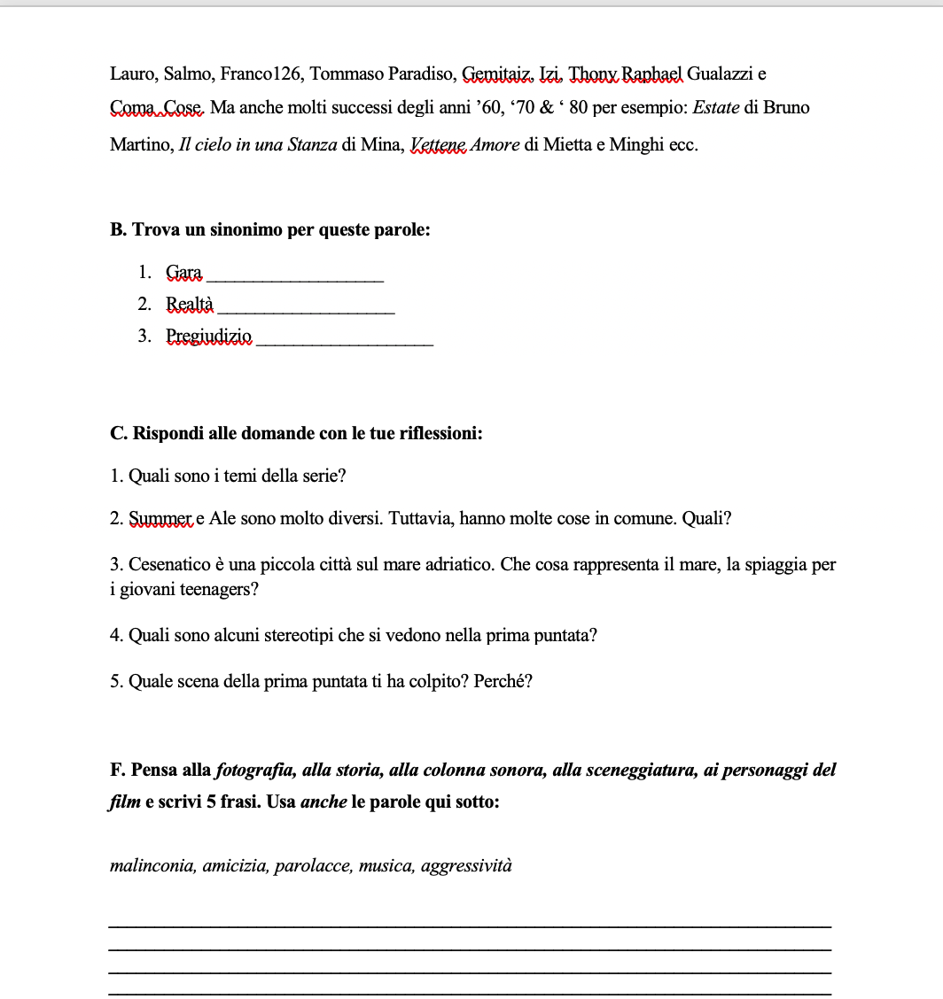 Lauro, Salmo, Franco126, Tommaso Paradiso, Gemitaiz, Izi, Thony Raphael Gualazzi e
Coma_Cose. Ma anche molti successi degli anni ’60, ‘70 & ‘ 80 per esempio: Estate di Bruno
Martino, Il cielo in una Stanza di Mina, Vettene Amore di Mietta e Minghi ecc.
B. Trova un sinonimo per queste parole:
1. Gara ___________________
2. Realtà ___________________
3. Pregiudizio ___________________
C. Rispondi alle domande con le tue riflessioni:
1. Quali sono i temi della serie?
2. Summer e Ale sono molto diversi. Tuttavia, hanno molte cose in comune. Quali?
3. Cesenatico è una piccola città sul mare adriatico. Che cosa rappresenta il mare, la spiaggia per
i giovani teenagers?
4. Quali sono alcuni stereotipi che si vedono nella prima puntata?
5. Quale scena della prima puntata ti ha colpito? Perché?
F. Pensa alla fotografia, alla storia, alla colonna sonora, alla sceneggiatura, ai personaggi del
film e scrivi 5 frasi. Usa anche le parole qui sotto:
malinconia, amicizia, parolacce, musica, aggressività